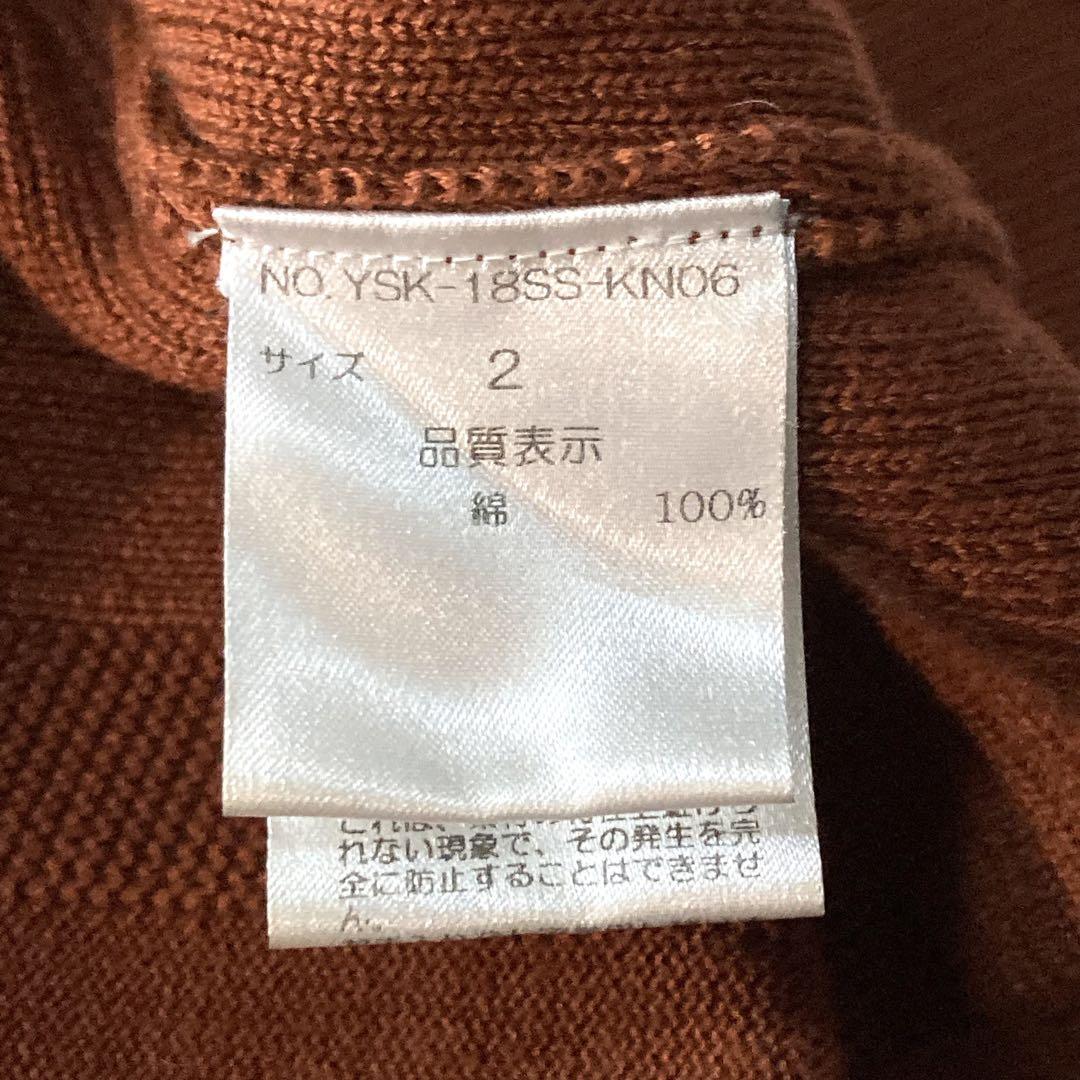 NO.YSK-18SS-KN06
サイズ 2
品質表示
綿 100%
れない現象で、その発生を完
全に防止することはできませ
ん。